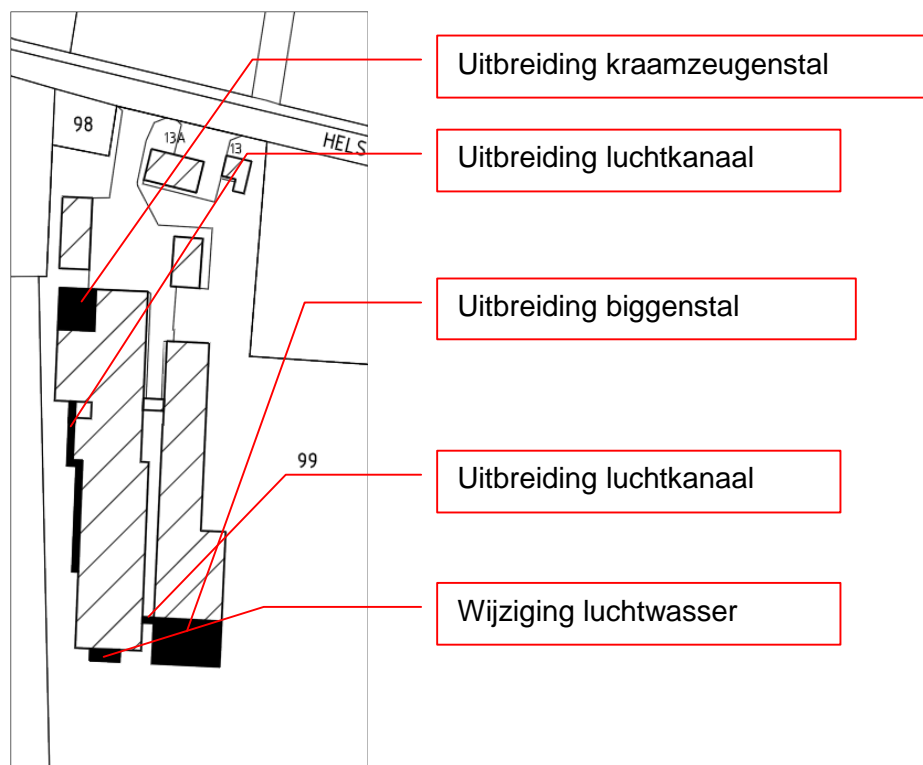 Uitbreiding kraamzeugenstal
98
13A
13
HELS
Uitbreiding luchtkanaal
Uitbreiding biggenstal
99
Uitbreiding luchtkanaal
Wijziging luchtwasser